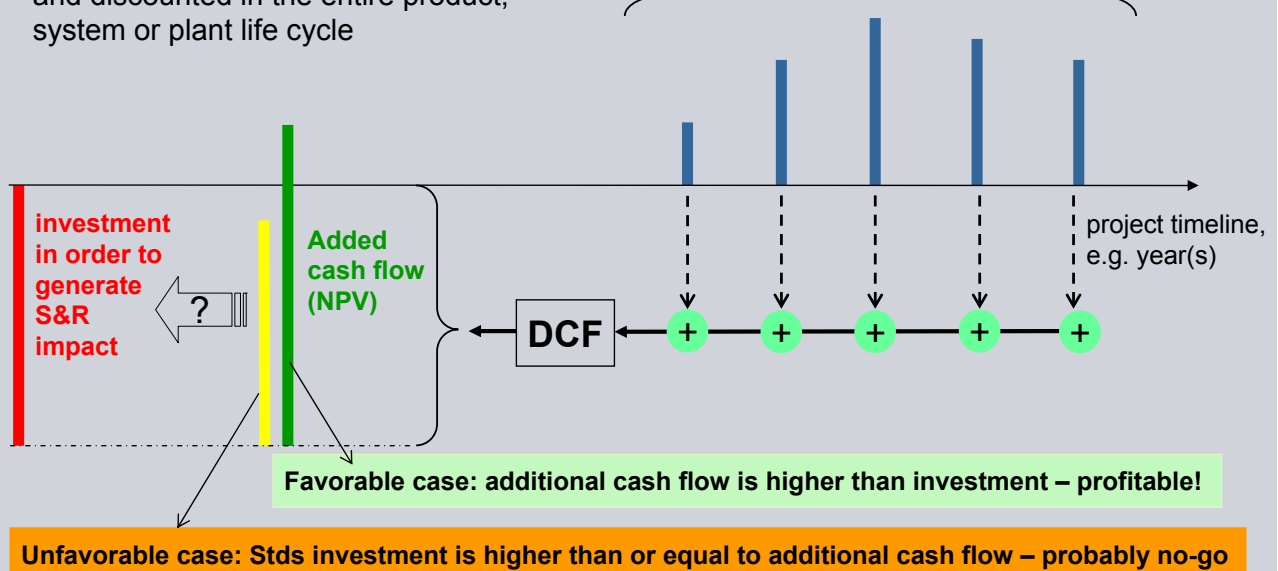 and discounted in the entire product,
system or plant life cycle
investment
in order to
generate
S&R
impact
?
Added
cash flow
(NPV)
project timeline,
e.g. year(s)
DCF
+ + + + +
Favorable case: additional cash flow is higher than investment – profitable!
Unfavorable case: Stds investment is higher than or equal to additional cash flow – probably no-go